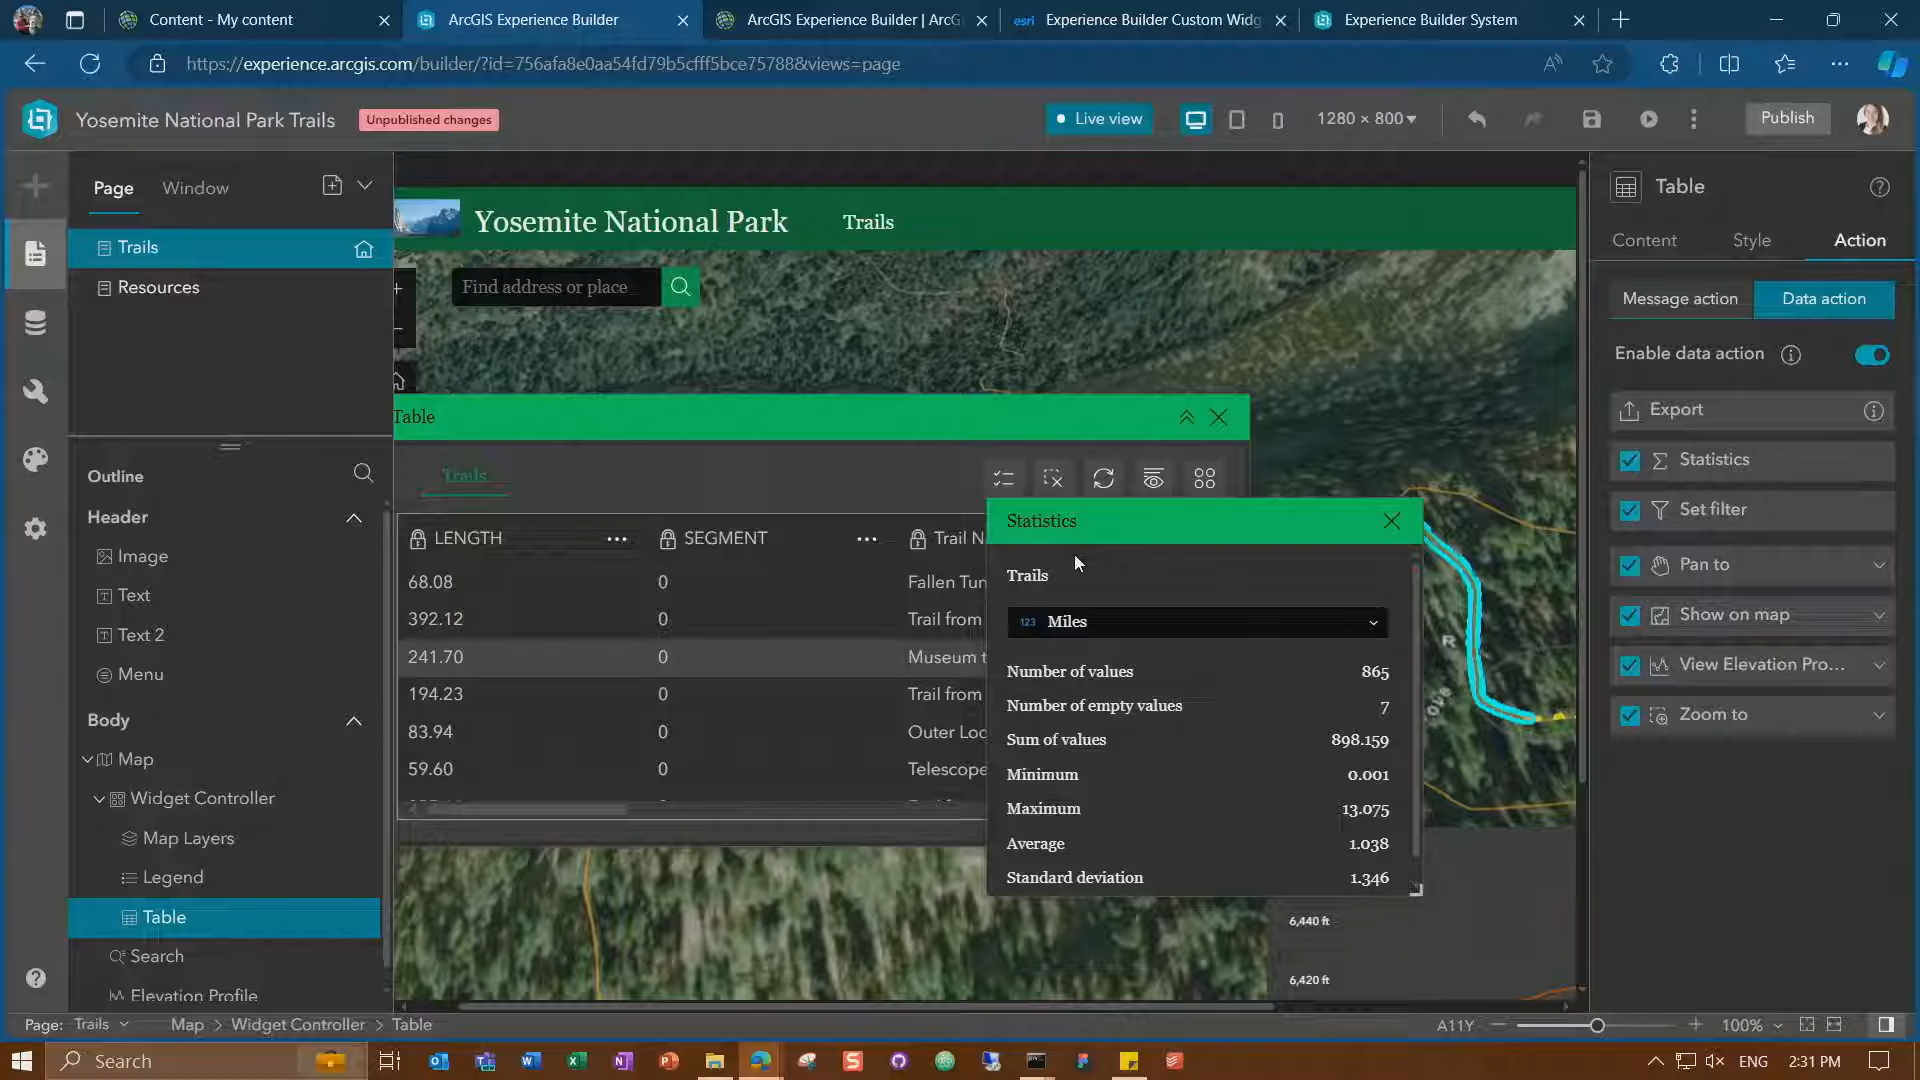 Content - My content
ArcGIS Experience Builder
ArcGIS Experience Builder | ArcG
esri Experience Builder Custom Widg
Experience Builder System
https://experience.arcgis.com/builder/?id=756afa8e0aa54fd79b5cfff5bce75788&views=page
Yosemite National Park Trails
Unpublished changes
Live view
1280 × 800
Publish
Page
Window
Trails
Resources
Outline
Header
Image
Text
Text 2
Menu
Body
Map
Widget Controller
Map Layers
Legend
Table
Search
Elevation Profile
Yosemite National Park
Trails
Find address or place
Table
Trails
LENGTH ... SEGMENT ... Trail N
68.08 0 Fallen Tun
392.12 0 Trail from
241.70 0 Museum t
194.23 0 Trail from
83.94 0 Outer Loo
59.60 0 Telescope
Statistics
Trails
123 Miles
Number of values 865
Number of empty values 7
Sum of values 898.159
Minimum 0.001
Maximum 13.075
Average 1.038
Standard deviation 1.346
6,440 ft
6,420 ft
R
Table
Content
Style
Action
Message action
Data action
Enable data action
Export
Statistics
Set filter
Pan to
Show on map
View Elevation Pro...
Zoom to
Page: Trails
Map > Widget Controller > Table
A11Y
100%
Search
ENG
2:31 PM